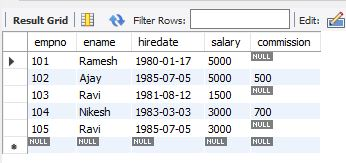 Result Grid Filter Rows: Edit:
empno ename hiredate salary commission
101 Ramesh 1980-01-17 5000 NULL
102 Ajay 1985-07-05 5000 500
103 Ravi 1981-08-12 1500 NULL
104 Nikesh 1983-03-03 3000 700
105 Ravi 1985-07-05 3000 NULL
NULL NULL NULL NULL NULL